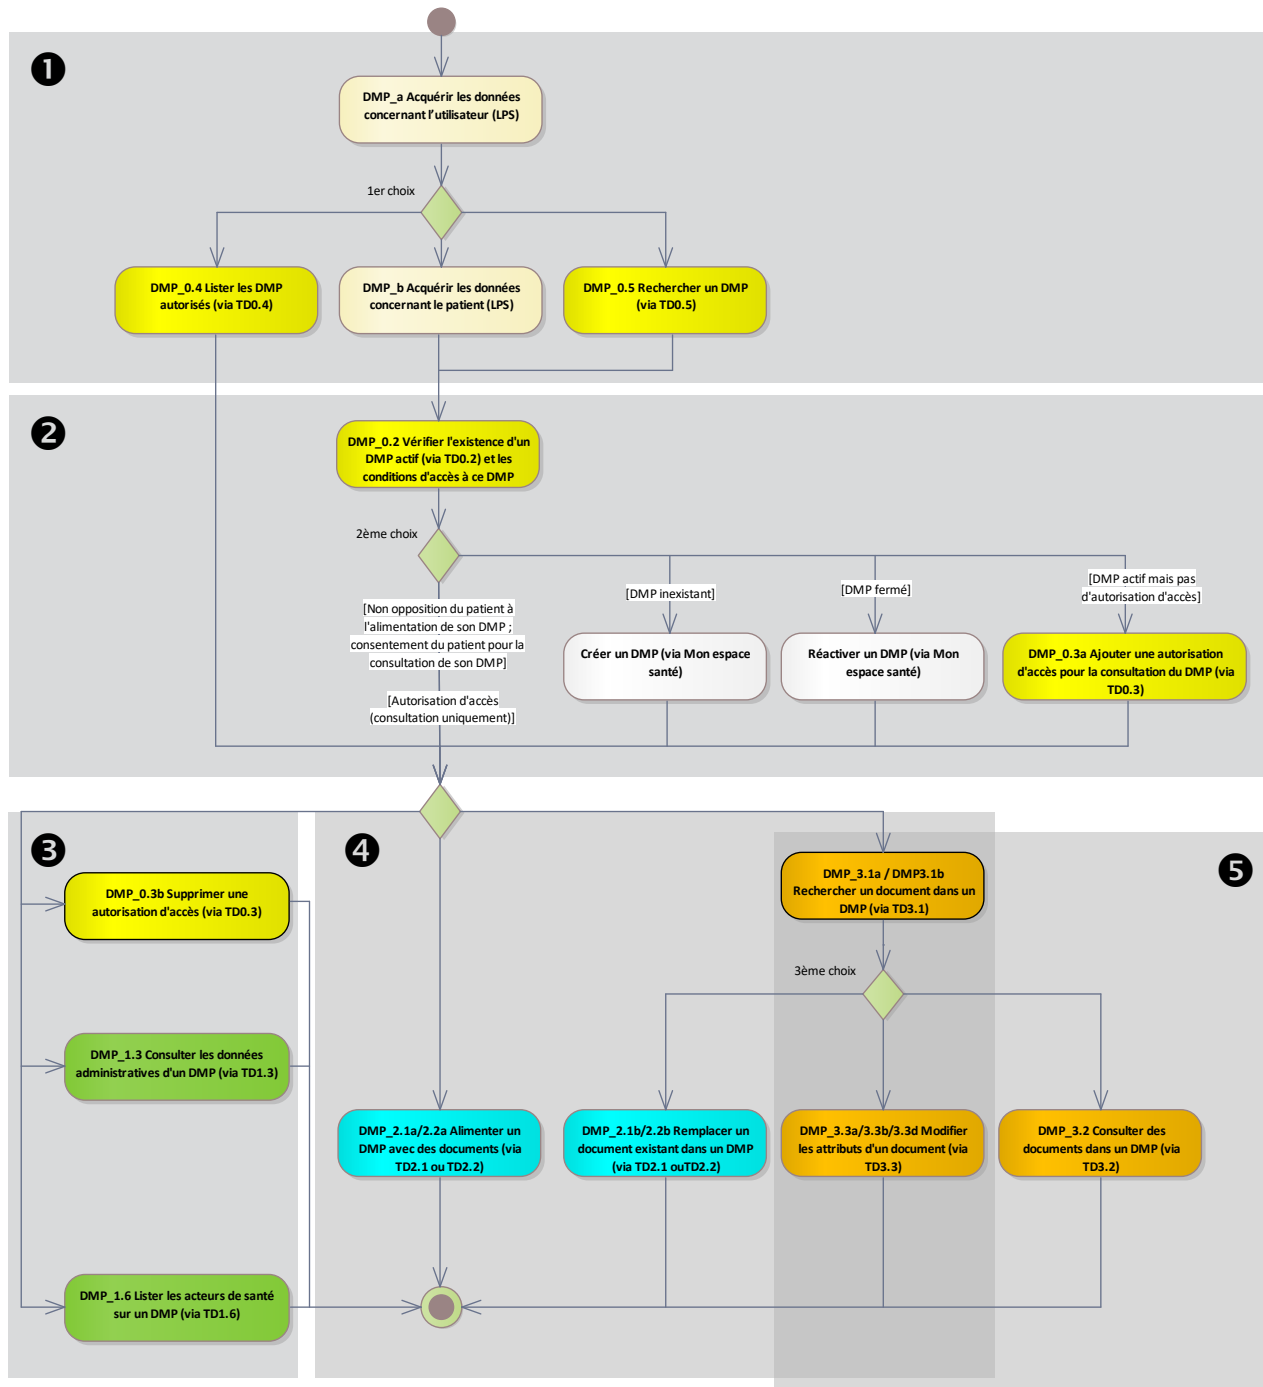 1
DMP_a Acquérir les données
concernant l'utilisateur (LPS)
1er choix
DMP_0.4 Lister les DMP
autorisés (via TD0.4)
DMP_b Acquérir les données
concernant le patient (LPS)
DMP_0.5 Rechercher un DMP
(via TD0.5)
2
DMP_0.2 Vérifier l'existence d'un
DMP actif (via TD0.2) et les
conditions d'accès à ce DMP
2ème choix
[Non opposition du patient à
l'alimentation de son DMP ;
consentement du patient pour la
consultation de son DMP]
[Autorisation d'accès
(consultation uniquement)]
[DMP inexistant]
[DMP fermé]
[DMP actif mais pas
d'autorisation d'accès]
Créer un DMP (via Mon espace
santé)
Réactiver un DMP (via Mon
espace santé)
DMP_0.3a Ajouter une autorisation
d'accès pour la consultation du DMP (via
TD0.3)
3
DMP_0.3b Supprimer une
autorisation d'accès (via TD0.3)
DMP_1.3 Consulter les données
administratives d'un DMP (via TD1.3)
DMP_1.6 Lister les acteurs de santé
sur un DMP (via TD1.6)
4
5
DMP_3.1a / DMP3.1b
Rechercher un document dans un
DMP (via TD3.1)
3ème choix
DMP_2.1a/2.2a Alimenter un
DMP avec des documents (via
TD2.1 ou TD2.2)
DMP_2.1b/2.2b Remplacer un
document existant dans un DMP
(via TD2.1 ouTD2.2)
DMP_3.3a/3.3b/3.3d Modifier
les attributs d'un document (via
TD3.3)
DMP_3.2 Consulter des
documents dans un DMP (via
TD3.2)